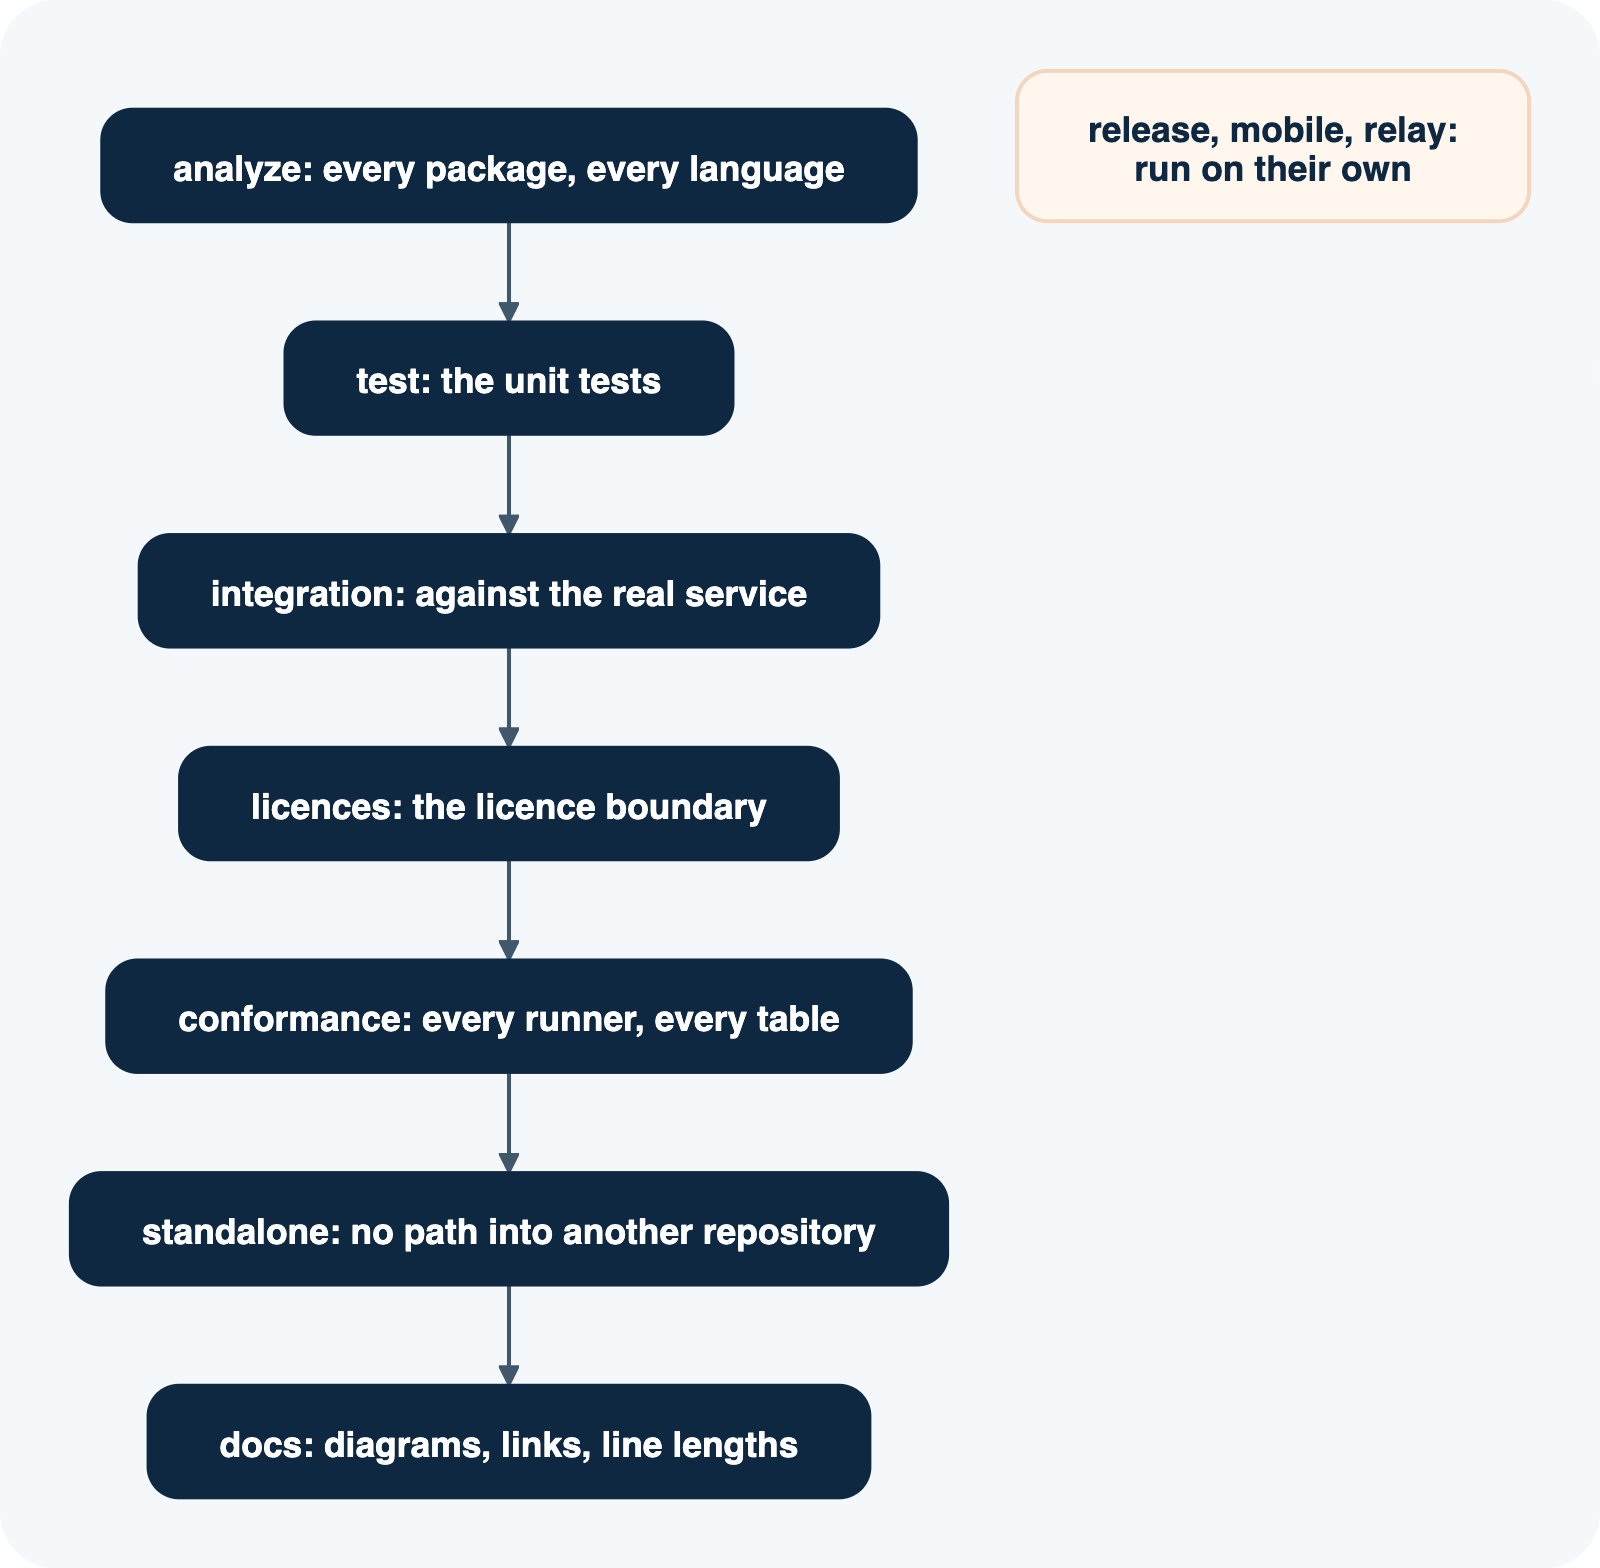 analyze: every package, every language
release, mobile, relay:
run on their own
test: the unit tests
integration: against the real service
licences: the licence boundary
conformance: every runner, every table
standalone: no path into another repository
docs: diagrams, links, line lengths